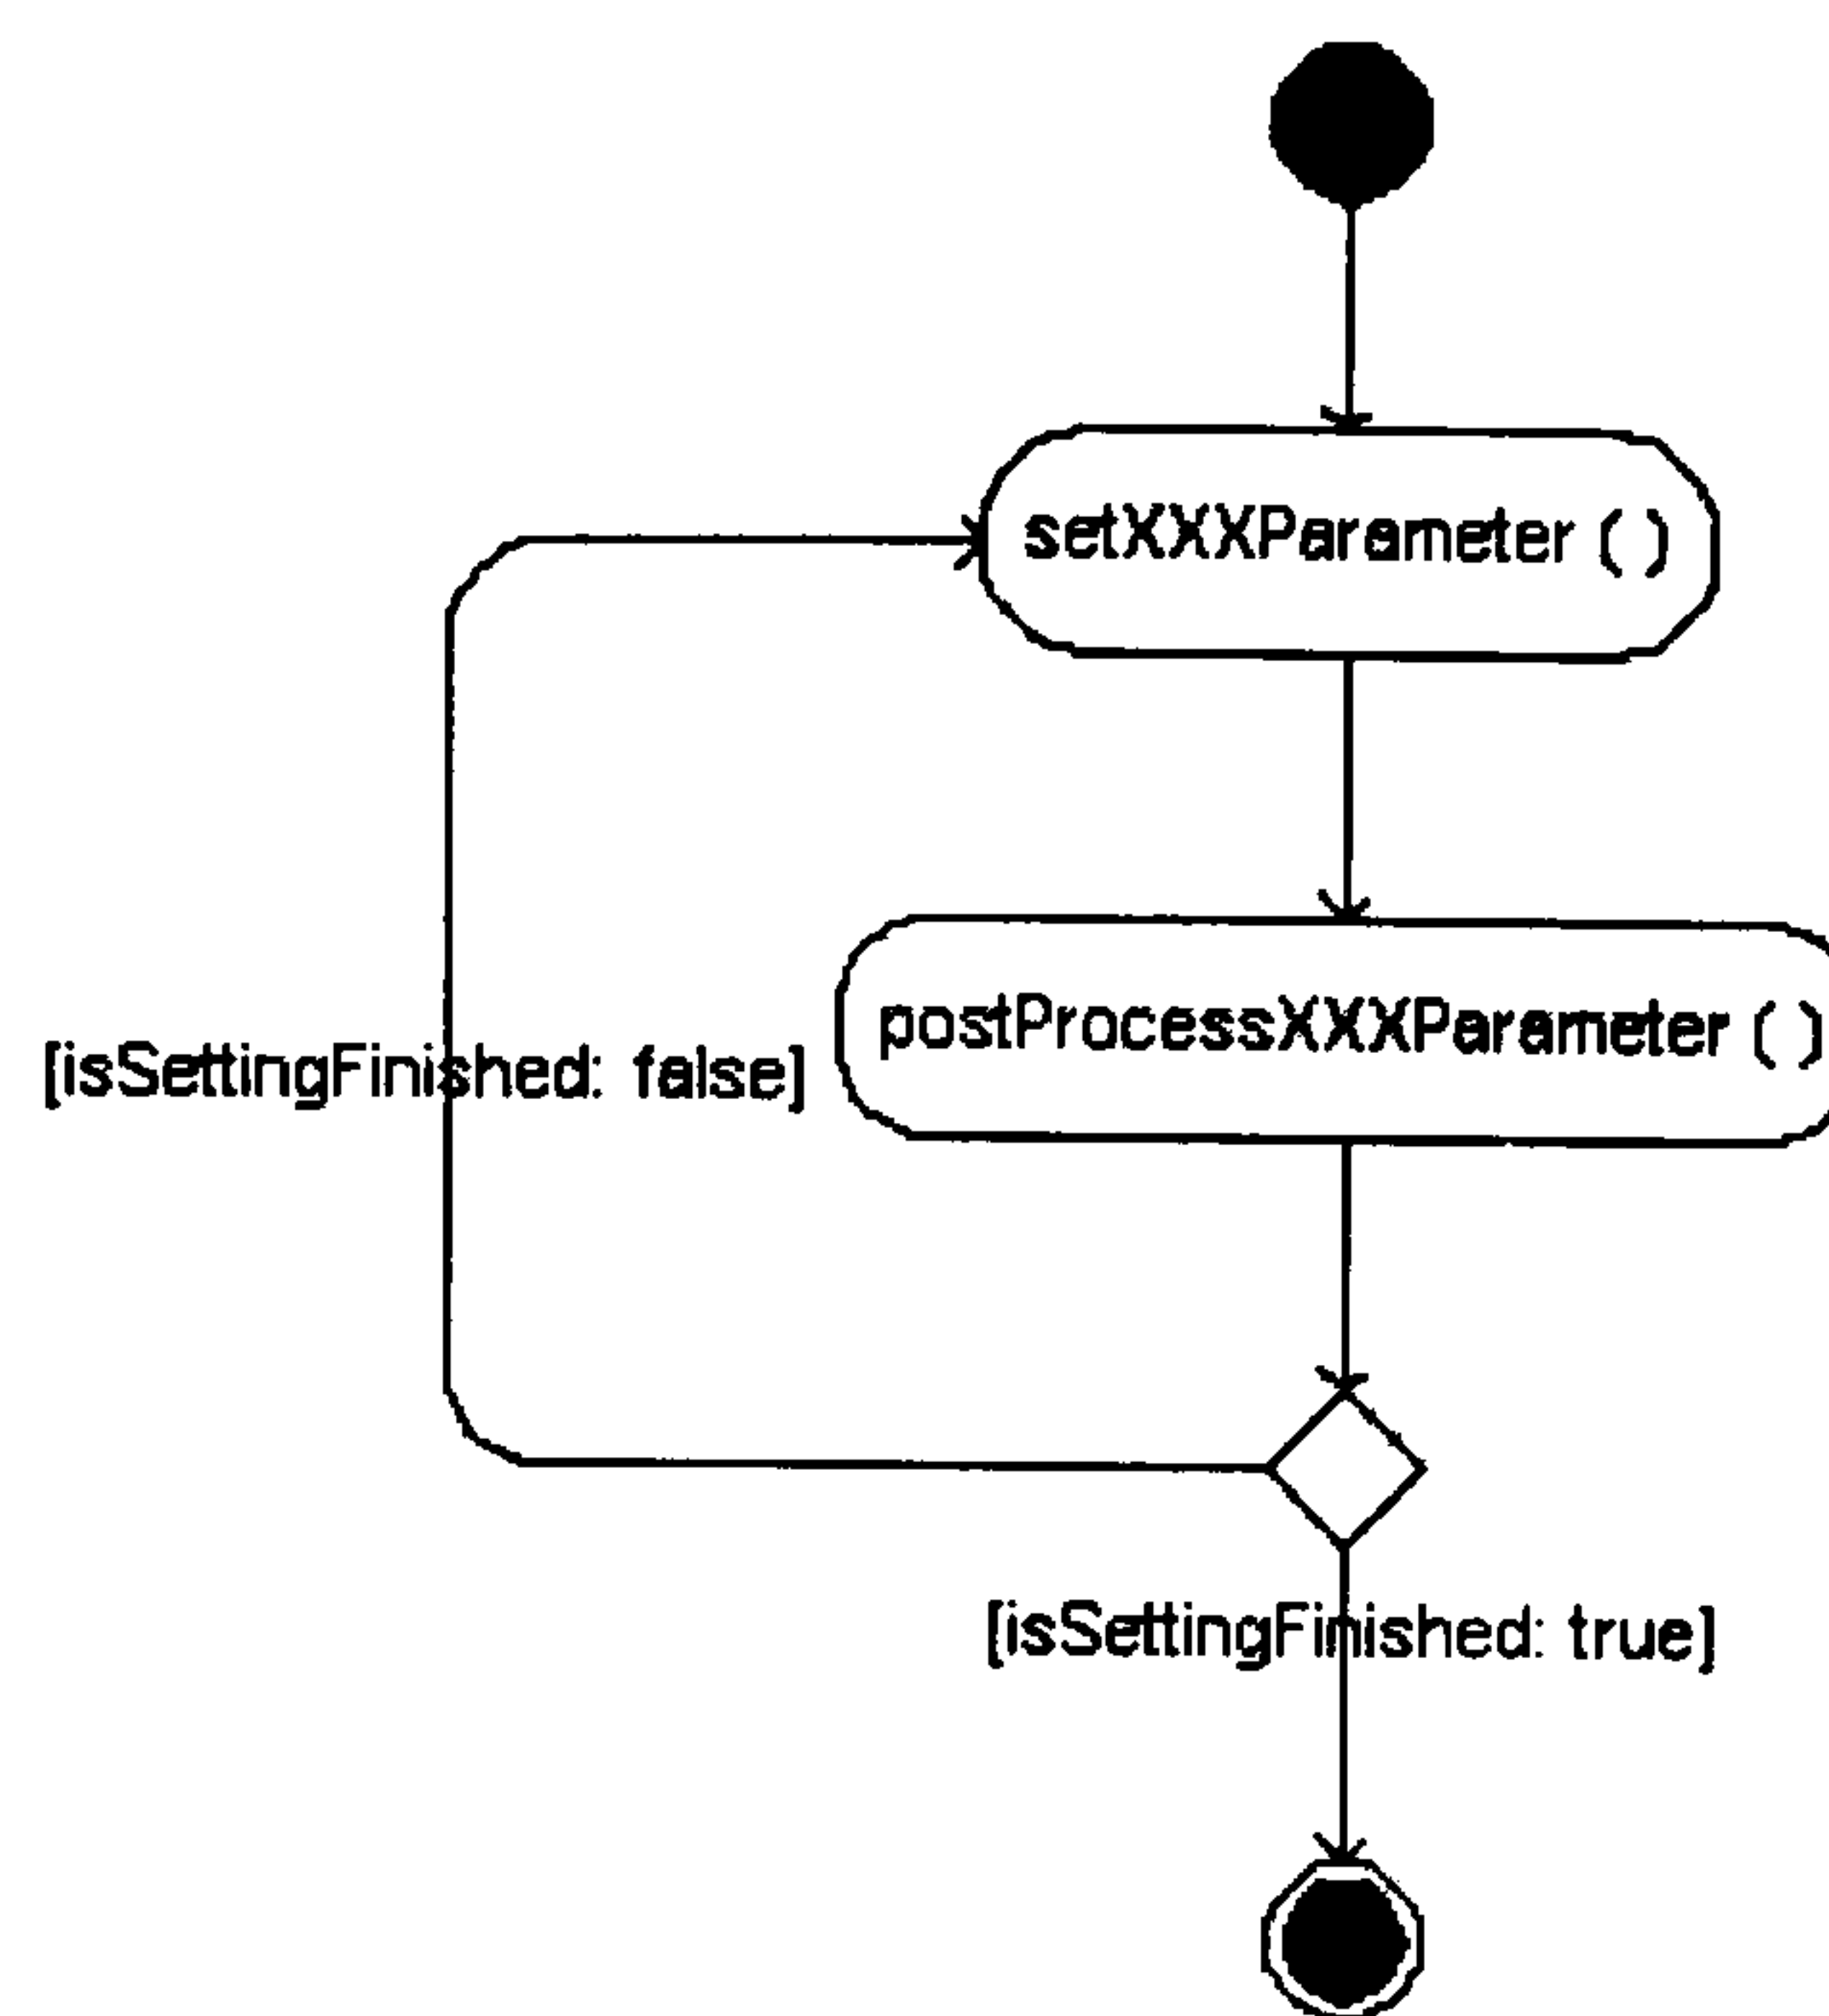 setXXXParameter ( )
postProcessXXXParameter ( )
[isSettingFinished: false]
[isSettingFinished: true]